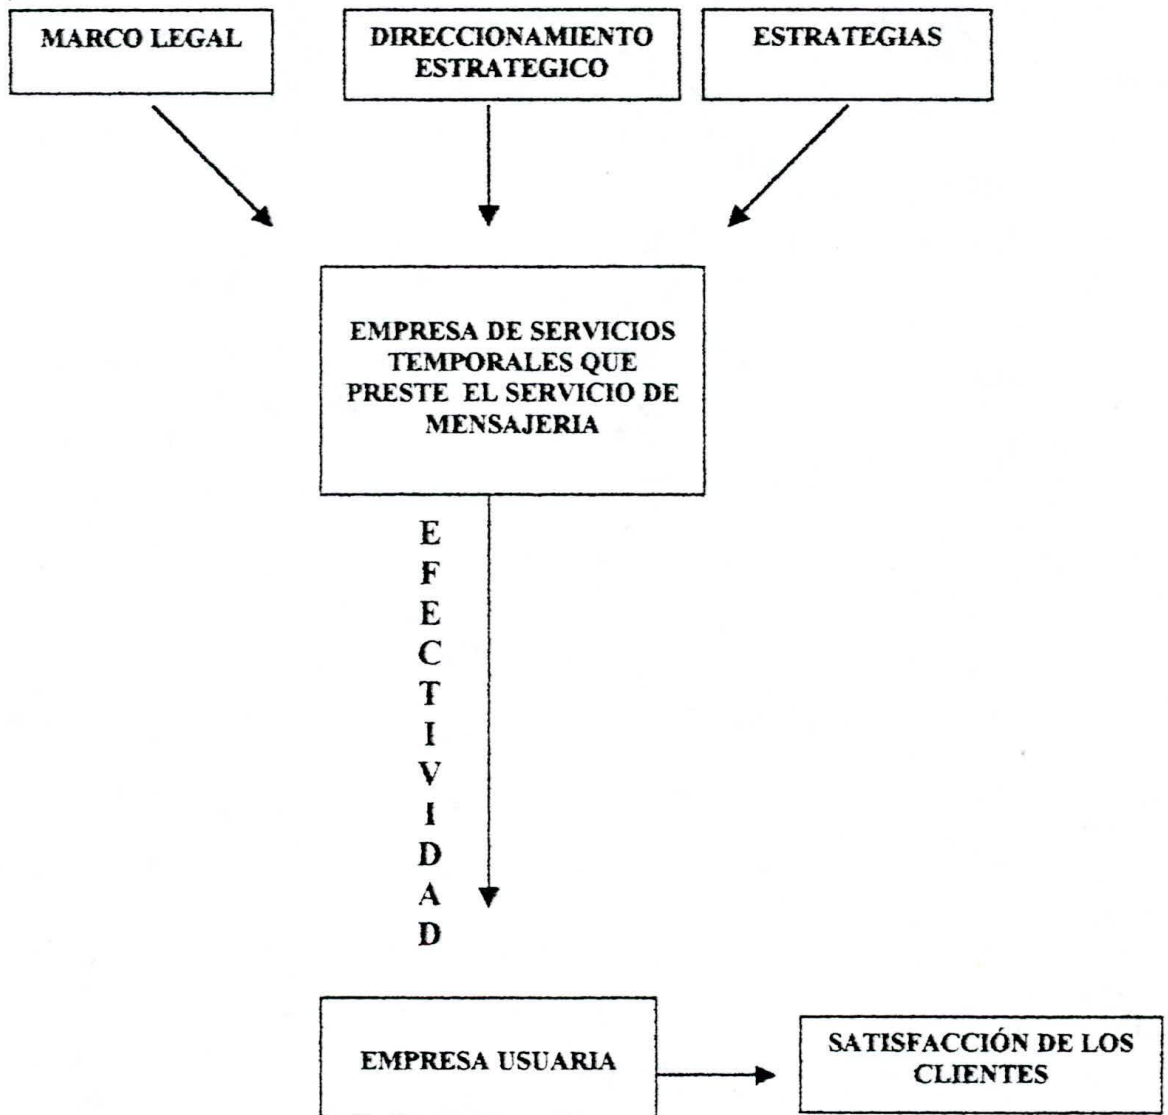 MARCO LEGAL
DIRECCIONAMIENTO
ESTRATEGICO
ESTRATEGIAS
EMPRESA DE SERVICIOS
TEMPORALES QUE
PRESTE EL SERVICIO DE
MENSAJERIA
E
F
E
C
T
I
V
I
D
A
D
EMPRESA USUARIA
SATISFACCIÓN DE LOS
CLIENTES